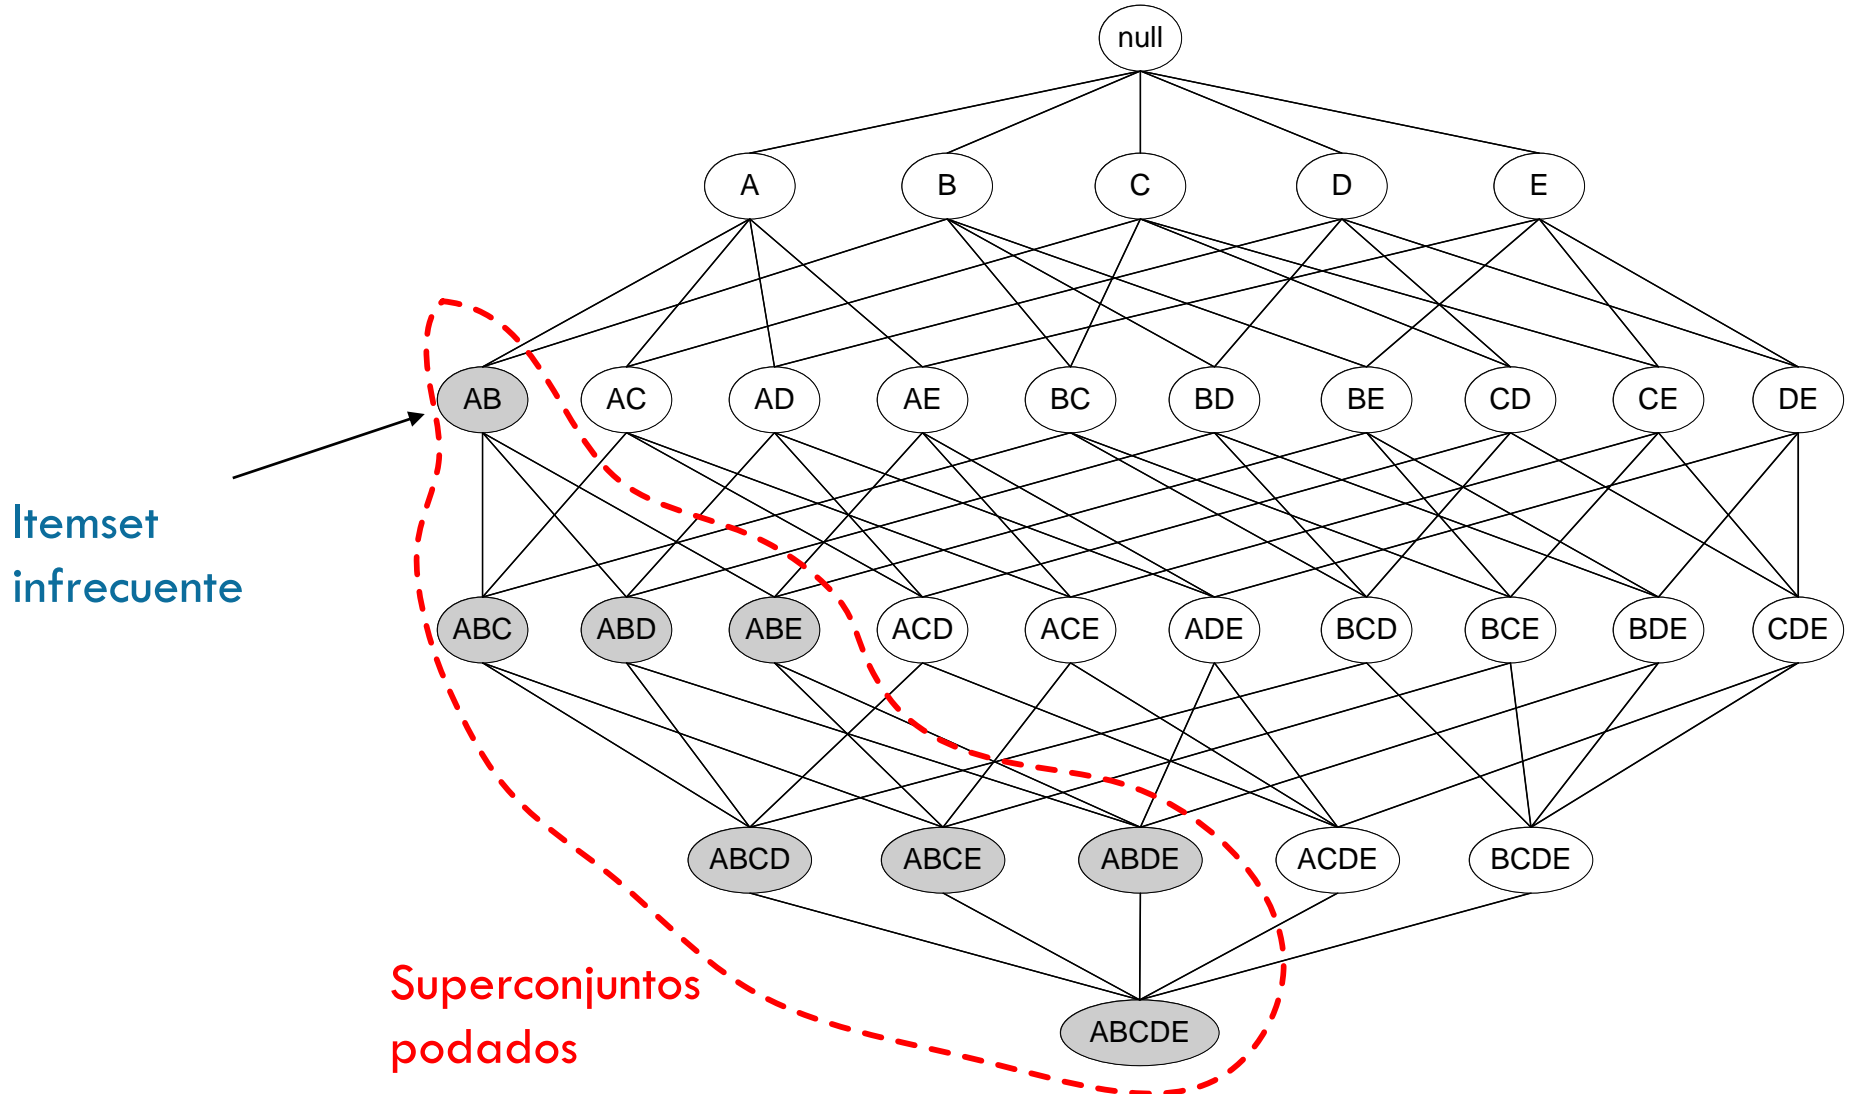 null
A B C D E
AB AC AD AE BC BD BE CD CE DE
Itemset
infrecuente
ABC ABD ABE ACD ACE ADE BCD BCE BDE CDE
ABCD ABCE ABDE ACDE BCDE
Superconjuntos
podados
ABCDE